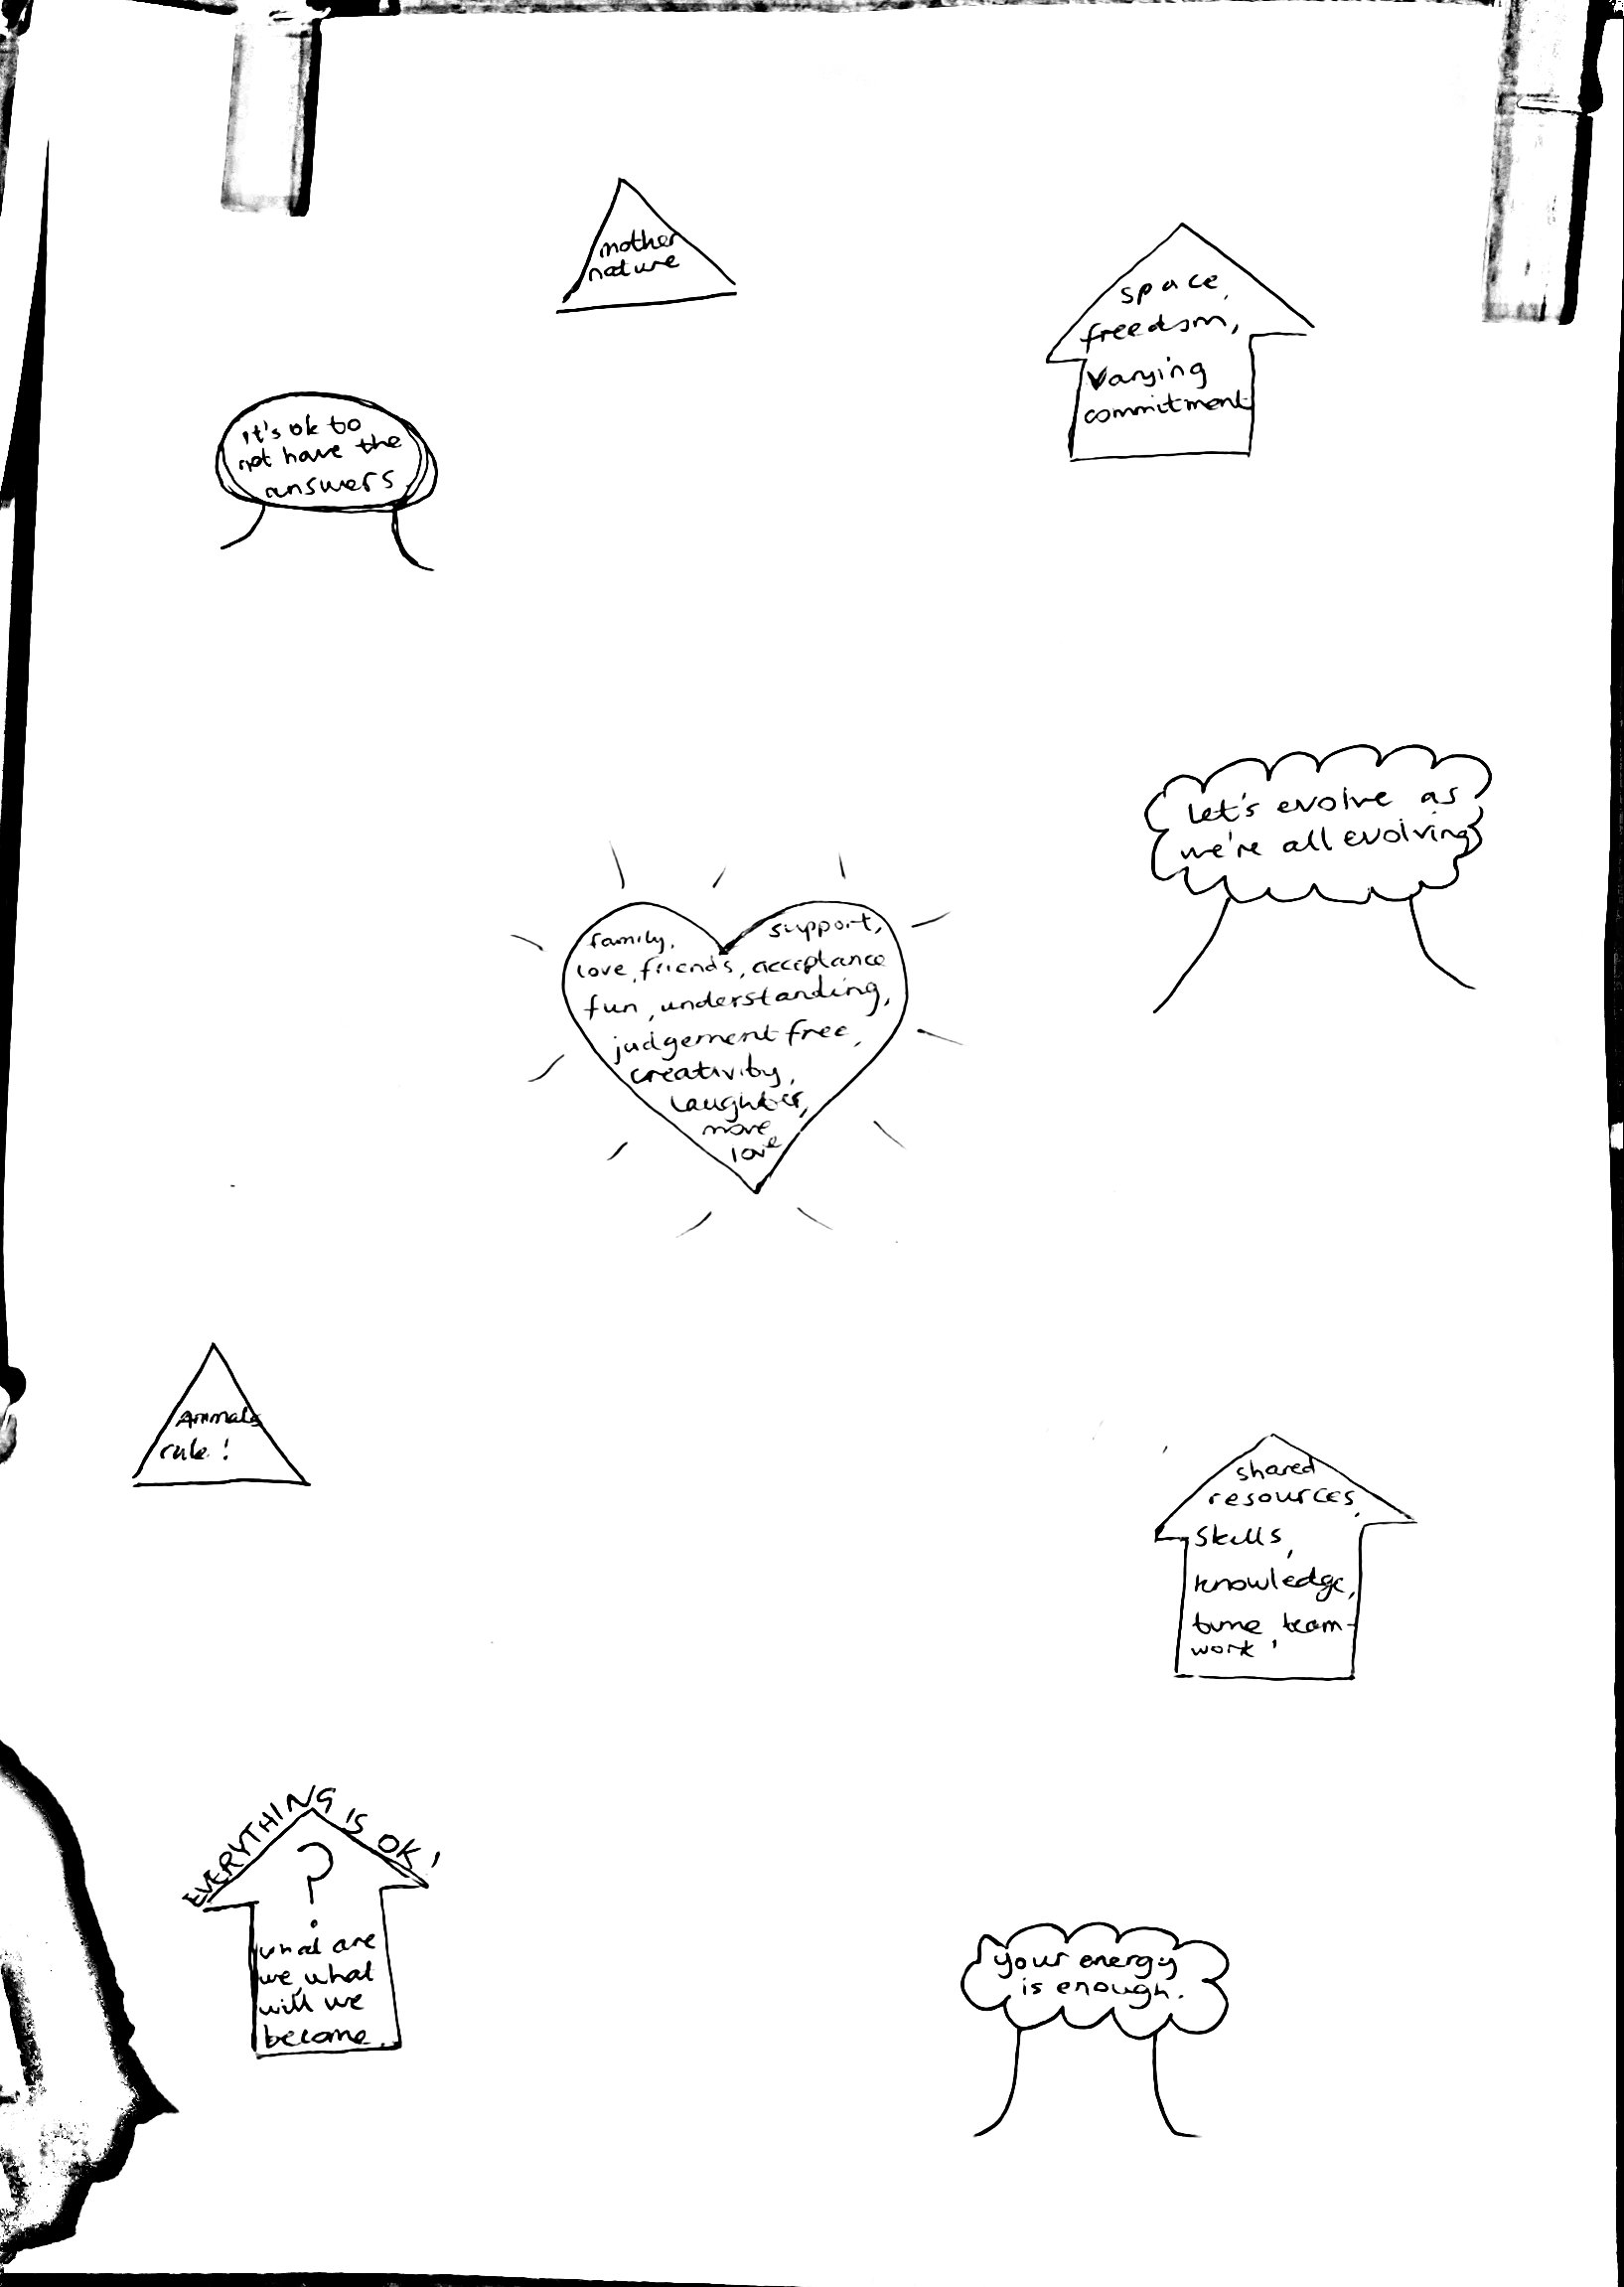 mother
nature
space,
freedom,
Varying
commitment
it's ok to
not have the
answers
Let's evolve as
we're all evolving
family,
support,
love, friends, acceptance
fun, understanding,
judgement free,
creativity,
laughter,
more
love
Animals
rule!
shared
resources,
Skills,
knowledge,
time, team-
work
EVERYTHING IS OK!
?
what are
we, what
will we
become.
your energy
is enough.